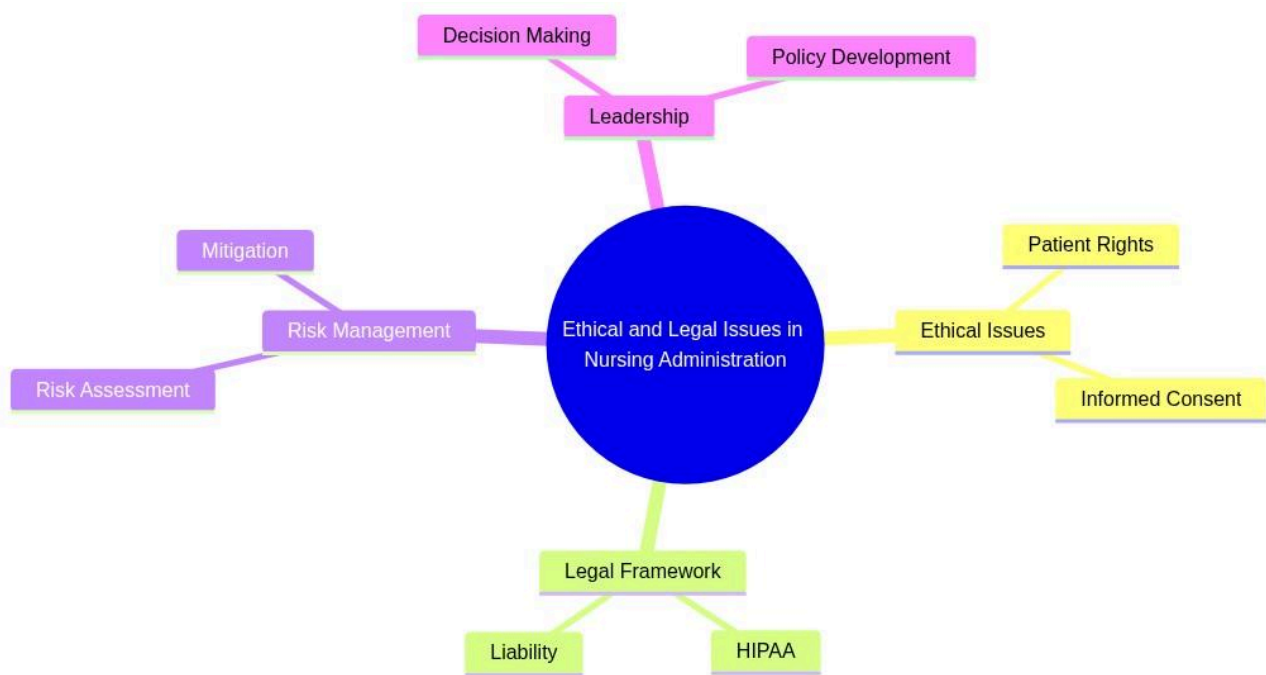 Decision Making
Policy Development
Leadership
Patient Rights
Mitigation
Ethical and Legal Issues in
Nursing Administration
Risk Management
Ethical Issues
Risk Assessment
Informed Consent
Legal Framework
Liability
HIPAA